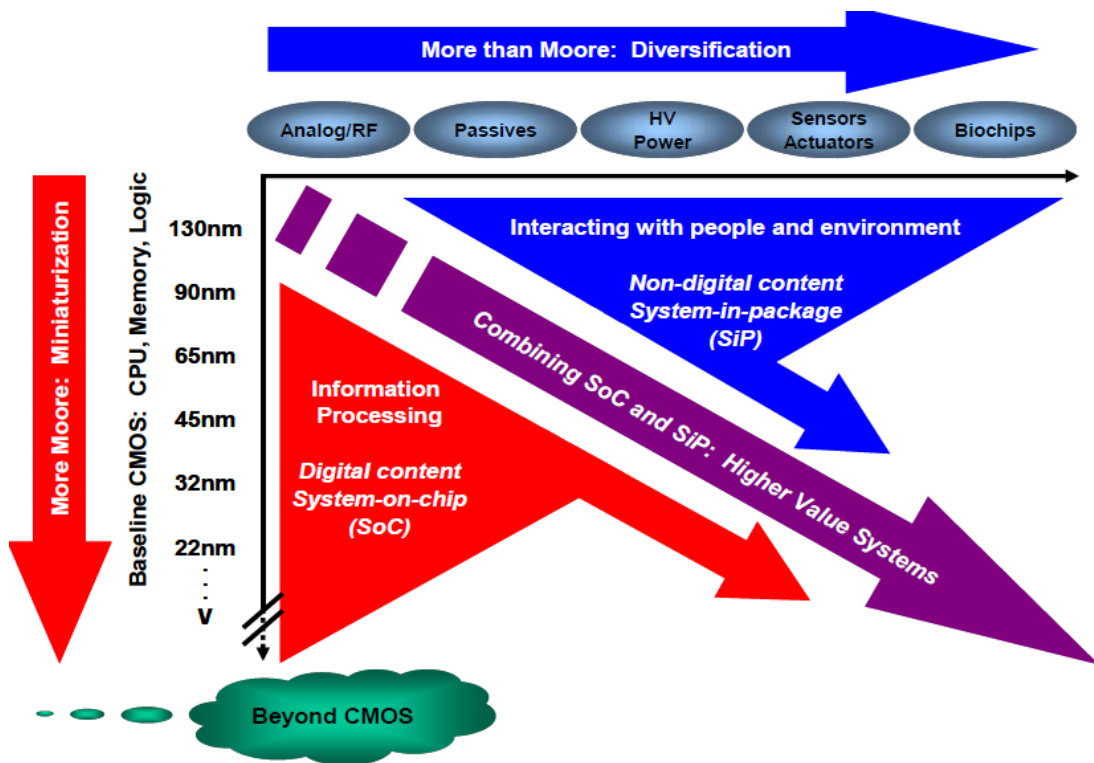 More than Moore:  Diversification
Analog/RF
Passives
HV
Power
Sensors
Actuators
Biochips
More Moore:  Miniaturization
Baseline CMOS:  CPU, Memory, Logic
130nm
90nm
65nm
45nm
32nm
22nm
V
Interacting with people and environment
Non-digital content
System-in-package
(SiP)
Combining SoC and SiP:  Higher Value Systems
Information
Processing
Digital content
System-on-chip
(SoC)
Beyond CMOS